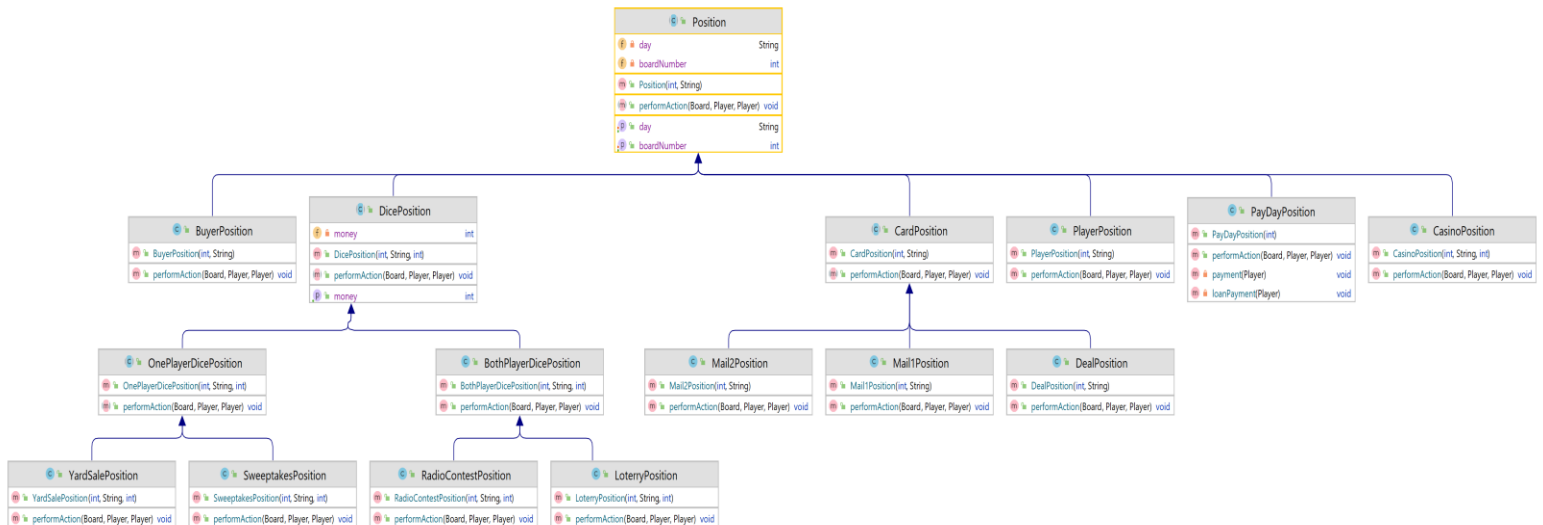 Position
day String
boardNumber int
Position(int, String)
performAction(Board, Player, Player) void
day String
boardNumber int
BuyerPosition
BuyerPosition(int, String)
performAction(Board, Player, Player) void
DicePosition
money int
DicePosition(int, String, int)
performAction(Board, Player, Player) void
money int
CardPosition
CardPosition(int, String)
performAction(Board, Player, Player) void
PlayerPosition
PlayerPosition(int, String)
performAction(Board, Player, Player) void
PayDayPosition
PayDayPosition(int)
performAction(Board, Player, Player) void
payment(Player) void
loanPayment(Player) void
CasinoPosition
CasinoPosition(int, String, int)
performAction(Board, Player, Player) void
OnePlayerDicePosition
OnePlayerDicePosition(int, String, int)
performAction(Board, Player, Player) void
BothPlayerDicePosition
BothPlayerDicePosition(int, String, int)
performAction(Board, Player, Player) void
Mail2Position
Mail2Position(int, String)
performAction(Board, Player, Player) void
Mail1Position
Mail1Position(int, String)
performAction(Board, Player, Player) void
DealPosition
DealPosition(int, String)
performAction(Board, Player, Player) void
YardSalePosition
YardSalePosition(int, String, int)
performAction(Board, Player, Player) void
SweeptakesPosition
SweeptakesPosition(int, String, int)
performAction(Board, Player, Player) void
RadioContestPosition
RadioContestPosition(int, String, int)
performAction(Board, Player, Player) void
LoterryPosition
LoterryPosition(int, String, int)
performAction(Board, Player, Player) void